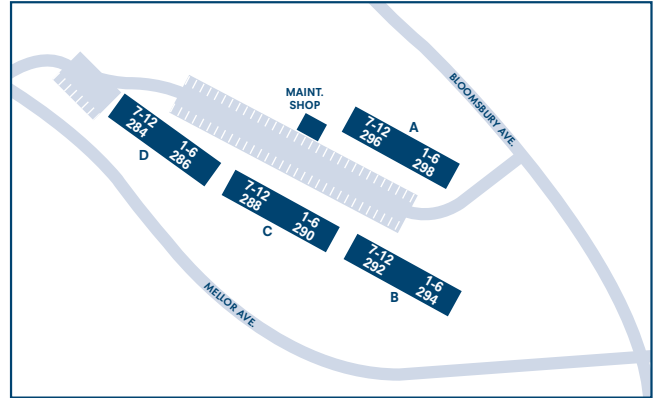 BLOOMSBURY AVE.
MAINT.
SHOP
A
7-12
296
1-6
298
7-12
284
1-6
286
D
7-12
288
1-6
290
C
7-12
292
1-6
294
B
MELLOR AVE.